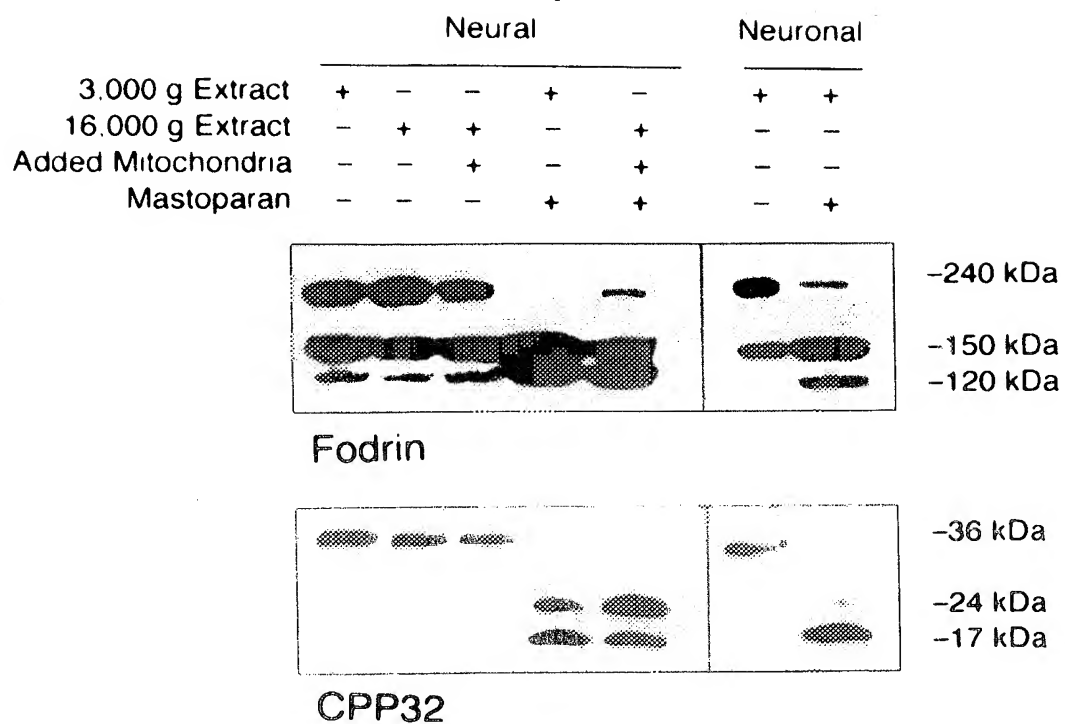 Neural Neuronal
3,000 g Extract + – – + – + +
16,000 g Extract – + + – + – –
Added Mitochondria – – + – + – –
Mastoparan – – – + + – +
–240 kDa
–150 kDa
–120 kDa
Fodrin
–36 kDa
–24 kDa
–17 kDa
CPP32